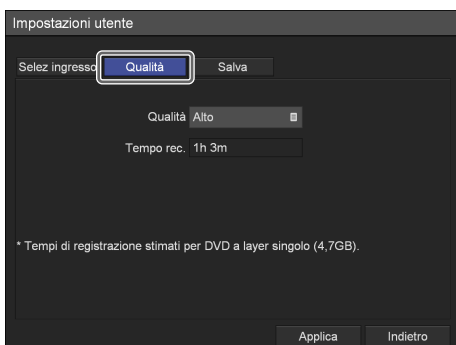 Impostazioni utente
Selez ingresso Qualità Salva
Qualità Alto
Tempo rec. 1h 3m
* Tempi di registrazione stimati per DVD a layer singolo (4,7GB).
Applica Indietro